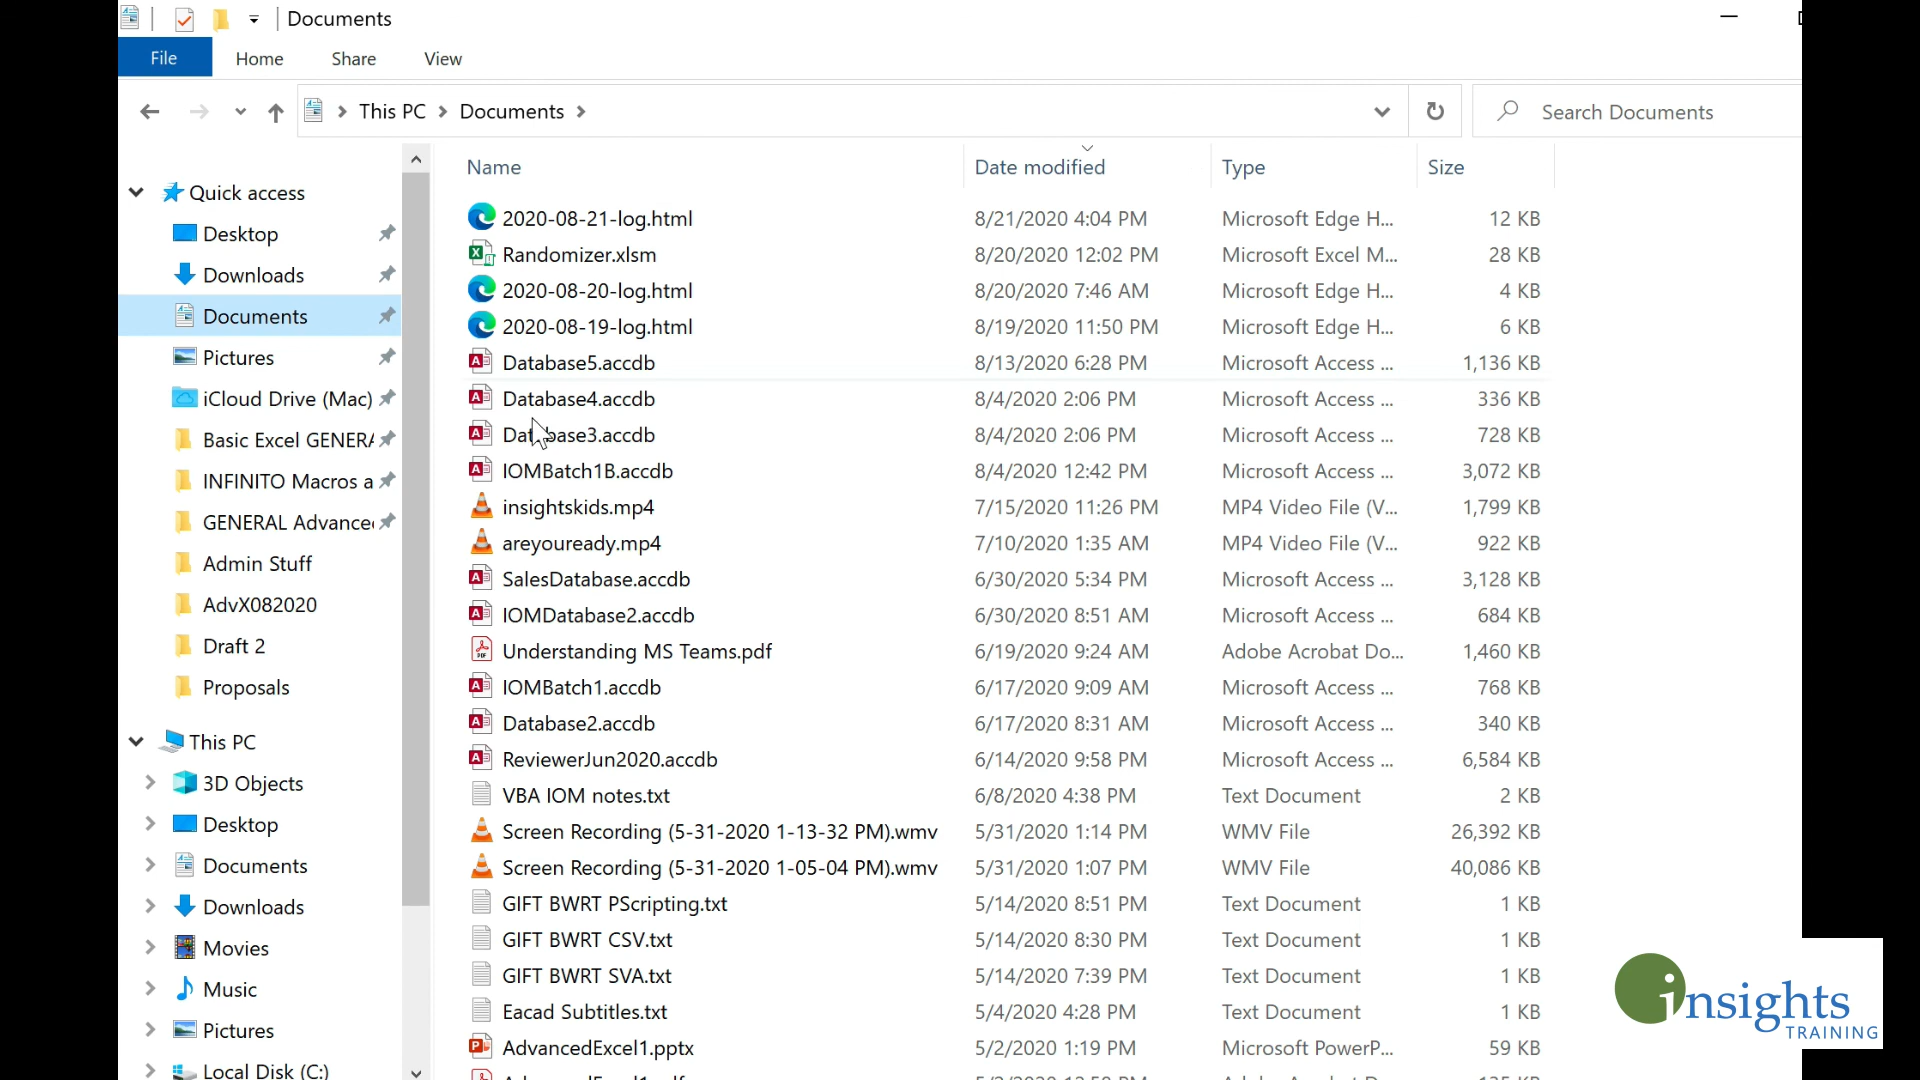 Documents
File Home Share View
This PC Documents
Search Documents
Name Date modified Type Size
Quick access
Desktop
Downloads
Documents
Pictures
iCloud Drive (Mac)
Basic Excel GENERA
INFINITO Macros a
GENERAL Advanced
Admin Stuff
AdvX082020
Draft 2
Proposals
This PC
3D Objects
Desktop
Documents
Downloads
Movies
Music
Pictures
Local Disk (C:)
2020-08-21-log.html 8/21/2020 4:04 PM Microsoft Edge H... 12 KB
Randomizer.xlsm 8/20/2020 12:02 PM Microsoft Excel M... 28 KB
2020-08-20-log.html 8/20/2020 7:46 AM Microsoft Edge H... 4 KB
2020-08-19-log.html 8/19/2020 11:50 PM Microsoft Edge H... 6 KB
Database5.accdb 8/13/2020 6:28 PM Microsoft Access ... 1,136 KB
Database4.accdb 8/4/2020 2:06 PM Microsoft Access ... 336 KB
Database3.accdb 8/4/2020 2:06 PM Microsoft Access ... 728 KB
IOMBatch1B.accdb 8/4/2020 12:42 PM Microsoft Access ... 3,072 KB
insightskids.mp4 7/15/2020 11:26 PM MP4 Video File (V... 1,799 KB
areyouready.mp4 7/10/2020 1:35 AM MP4 Video File (V... 922 KB
SalesDatabase.accdb 6/30/2020 5:34 PM Microsoft Access ... 3,128 KB
IOMDatabase2.accdb 6/30/2020 8:51 AM Microsoft Access ... 684 KB
Understanding MS Teams.pdf 6/19/2020 9:24 AM Adobe Acrobat Do... 1,460 KB
IOMBatch1.accdb 6/17/2020 9:09 AM Microsoft Access ... 768 KB
Database2.accdb 6/17/2020 8:31 AM Microsoft Access ... 340 KB
ReviewerJun2020.accdb 6/14/2020 9:58 PM Microsoft Access ... 6,584 KB
VBA IOM notes.txt 6/8/2020 4:38 PM Text Document 2 KB
Screen Recording (5-31-2020 1-13-32 PM).wmv 5/31/2020 1:14 PM WMV File 26,392 KB
Screen Recording (5-31-2020 1-05-04 PM).wmv 5/31/2020 1:07 PM WMV File 40,086 KB
GIFT BWRT PScripting.txt 5/14/2020 8:51 PM Text Document 1 KB
GIFT BWRT CSV.txt 5/14/2020 8:30 PM Text Document 1 KB
GIFT BWRT SVA.txt 5/14/2020 7:39 PM Text Document 1 KB
Eacad Subtitles.txt 5/4/2020 4:28 PM Text Document 1 KB
AdvancedExcel1.pptx 5/2/2020 1:19 PM Microsoft PowerP... 59 KB
insights
TRAINING